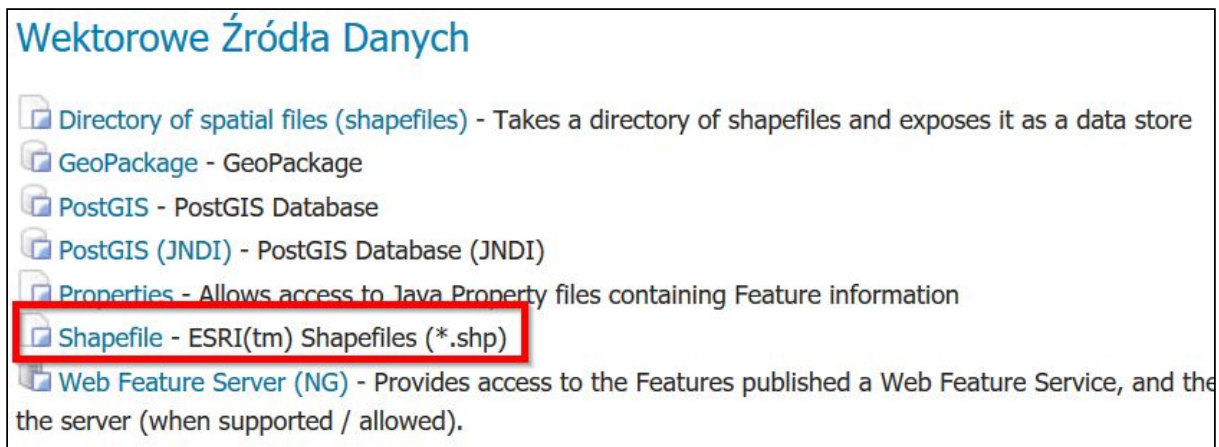 Wektorowe Źródła Danych
Directory of spatial files (shapefiles) - Takes a directory of shapefiles and exposes it as a data store
GeoPackage - GeoPackage
PostGIS - PostGIS Database
PostGIS (JNDI) - PostGIS Database (JNDI)
Properties - Allows access to Java Property files containing Feature information
Shapefile - ESRI(tm) Shapefiles (*.shp)
Web Feature Server (NG) - Provides access to the Features published a Web Feature Service, and the
the server (when supported / allowed).